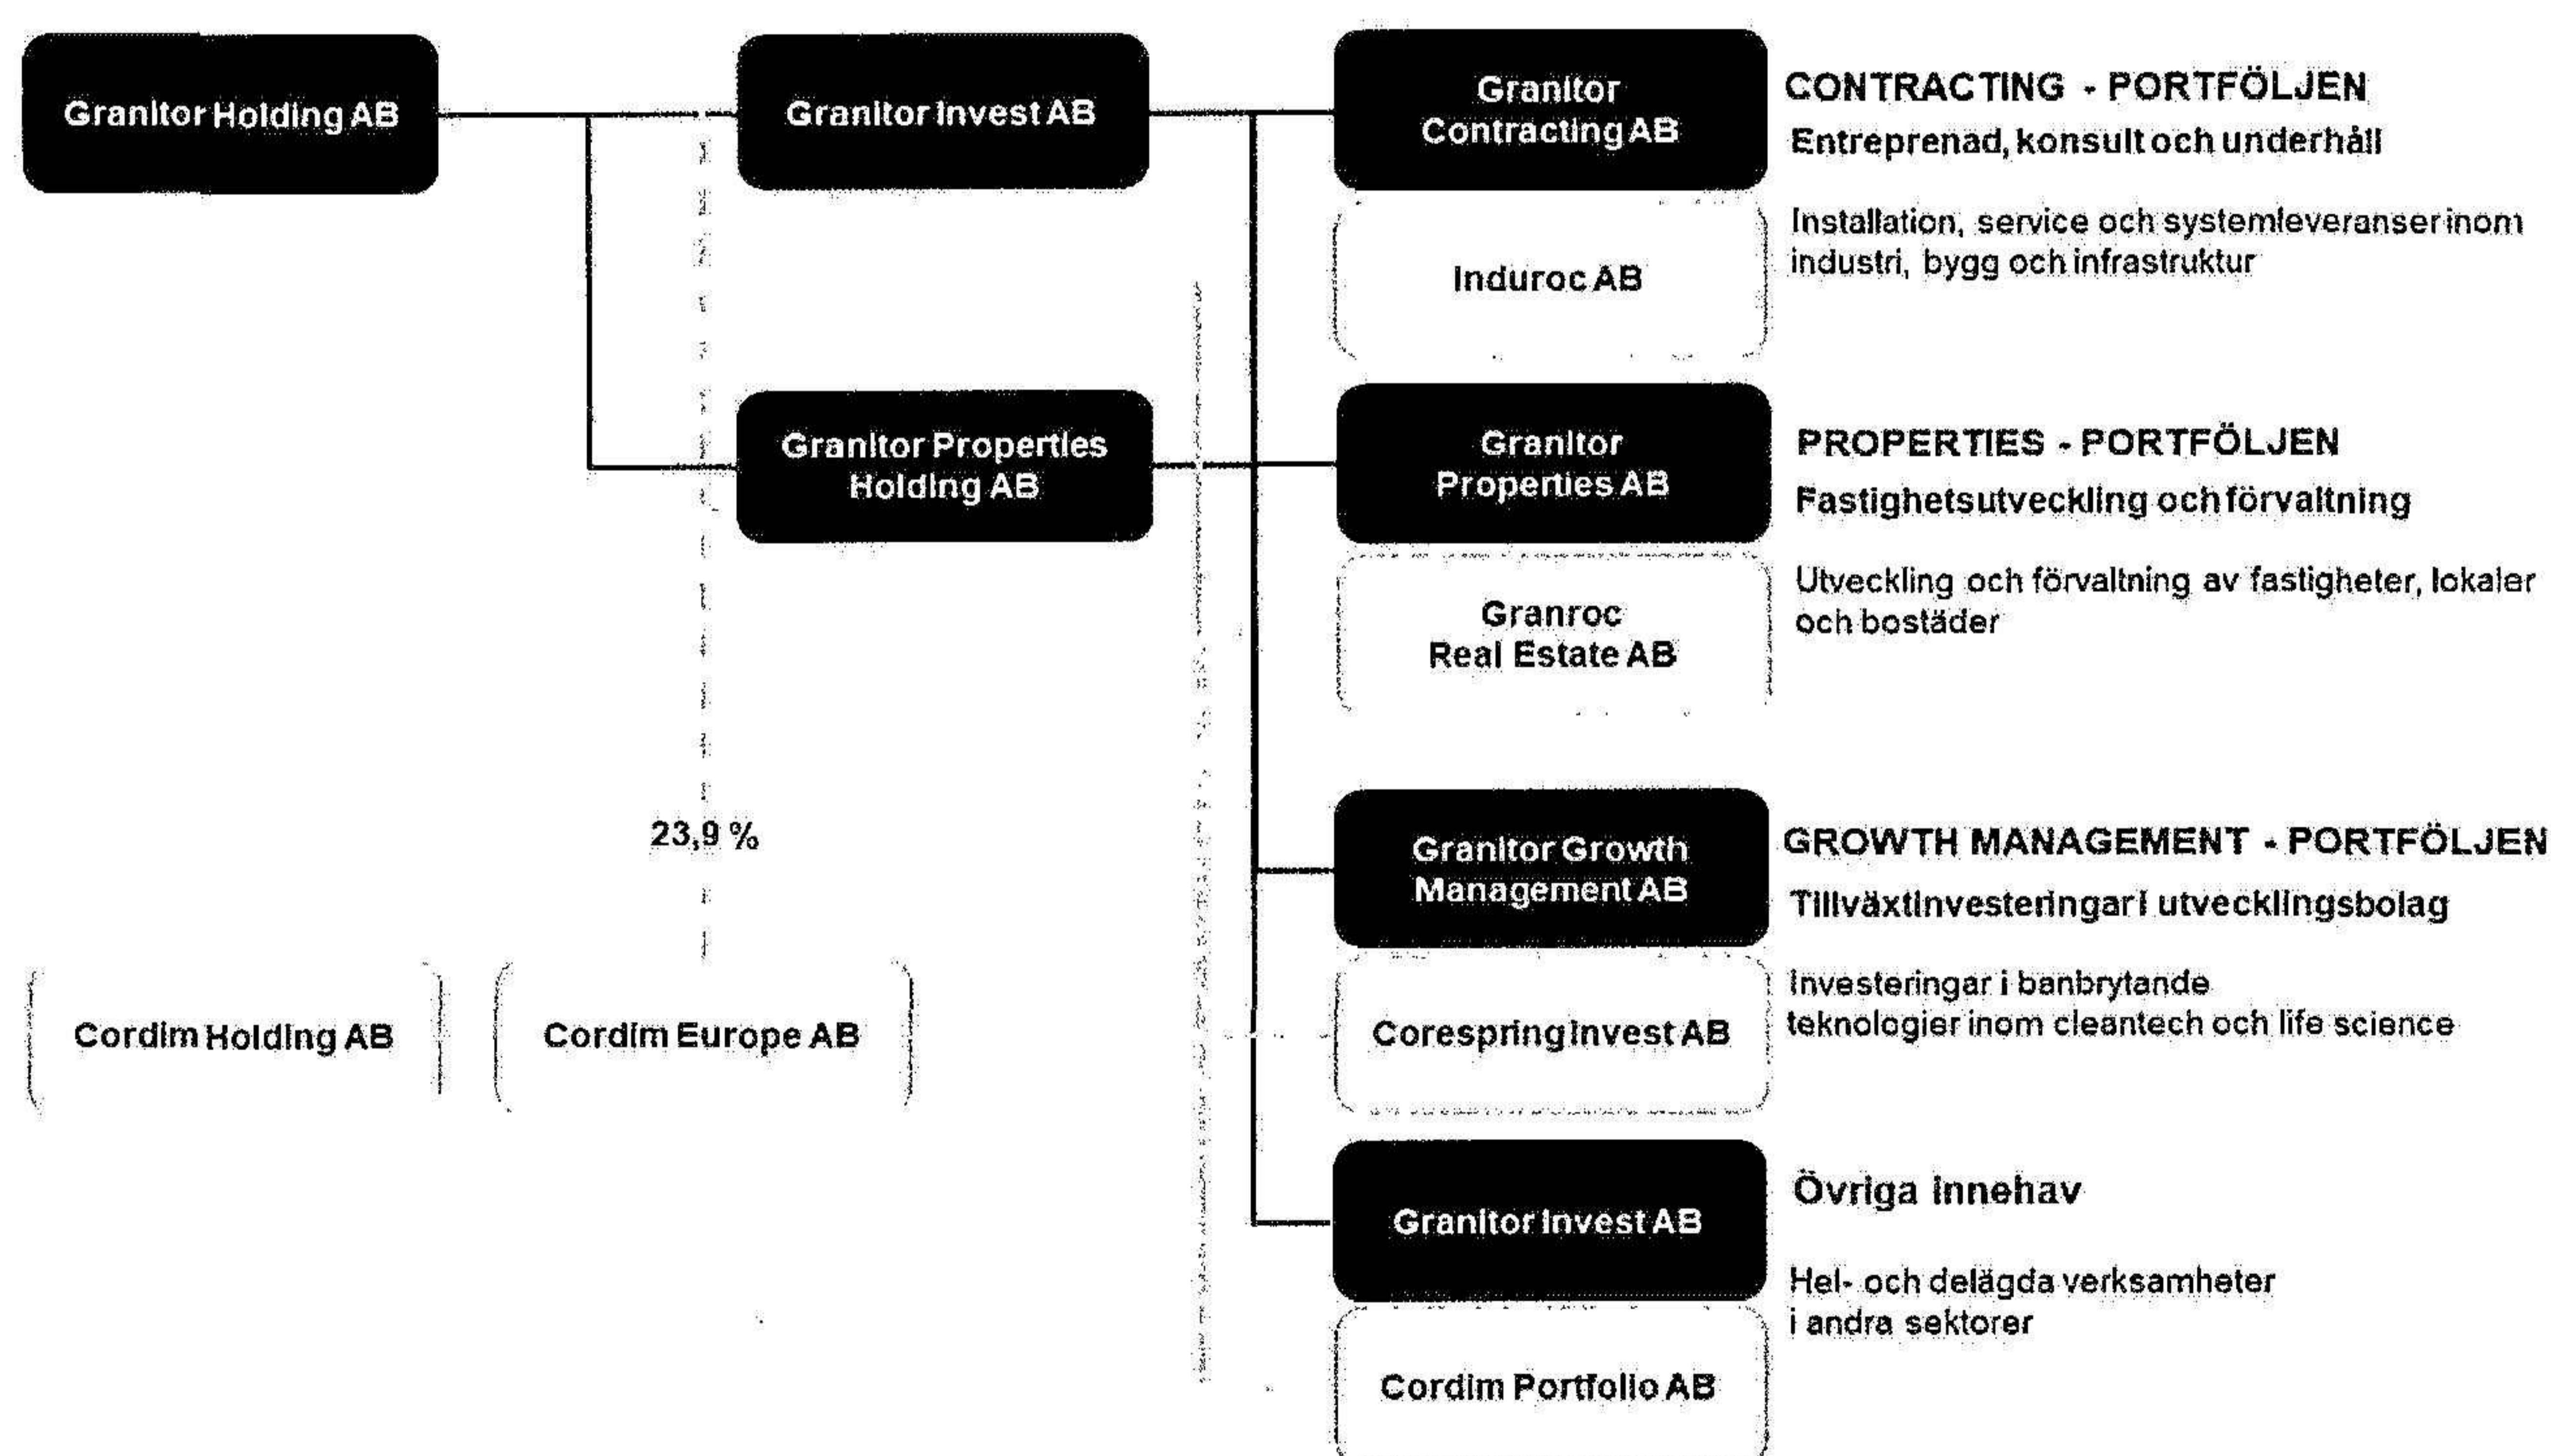 Granitor Holding AB
Granitor Invest AB
Granitor
Contracting AB
CONTRACTING - PORTFÖLJEN
Entreprenad, konsult och underhåll
Installation, service och systemleveranser inom
industri, bygg och infrastruktur
Induroc AB
Granitor Properties
Holding AB
Granitor
Properties AB
PROPERTIES - PORTFÖLJEN
Fastighetsutveckling och förvaltning
Utveckling och förvaltning av fastigheter, lokaler
och bostäder
Granroc
Real Estate AB
23,9 %
Granitor Growth
Management AB
GROWTH MANAGEMENT - PORTFÖLJEN
Tillväxtinvesteringar i utvecklingsbolag
Investeringar i banbrytande
teknologier inom cleantech och life science
Cordim Holding AB
Cordim Europe AB
Corespring Invest AB
Granitor Invest AB
Övriga innehav
Hel- och delägda verksamheter
i andra sektorer
Cordim Portfolio AB